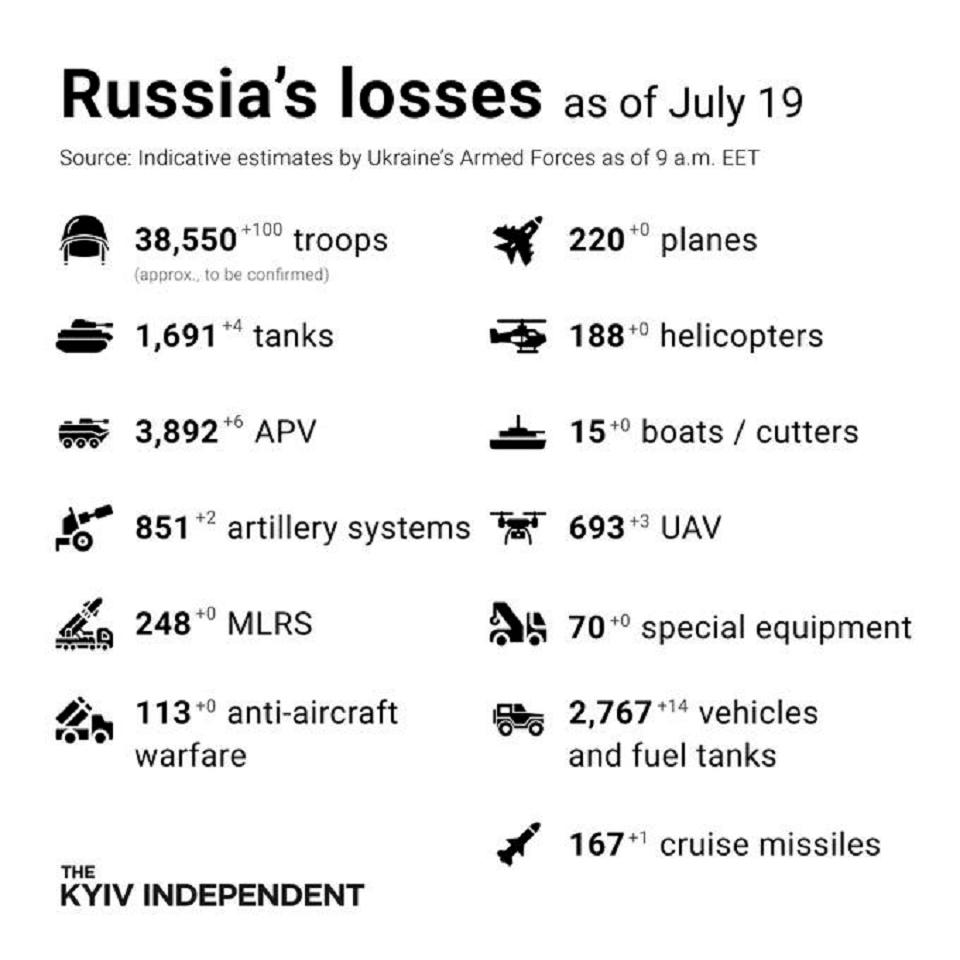 Russia's losses as of July 19
Source: Indicative estimates by Ukraine's Armed Forces as of 9 a.m. EET
38,550 +100 troops
(approx., to be confirmed)
1,691 +4 tanks
3,892 +6 APV
851 +2 artillery systems
248 +0 MLRS
113 +0 anti-aircraft
warfare
220 +0 planes
188 +0 helicopters
15 +0 boats / cutters
693 +3 UAV
70 +0 special equipment
2,767 +14 vehicles
and fuel tanks
167 +1 cruise missiles
THE
KYIV INDEPENDENT